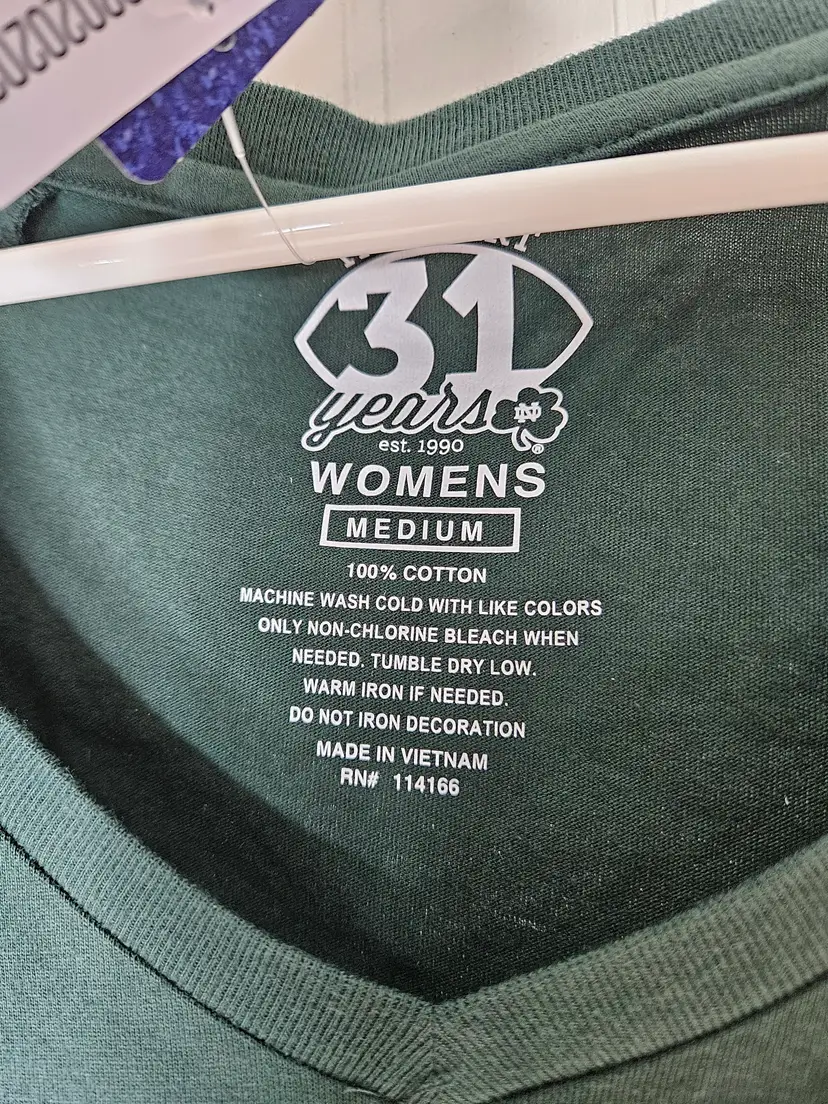 31
years
ND
®
est. 1990
WOMENS
MEDIUM
100% COTTON
MACHINE WASH COLD WITH LIKE COLORS
ONLY NON-CHLORINE BLEACH WHEN
NEEDED. TUMBLE DRY LOW.
WARM IRON IF NEEDED.
DO NOT IRON DECORATION
MADE IN VIETNAM
RN# 114166